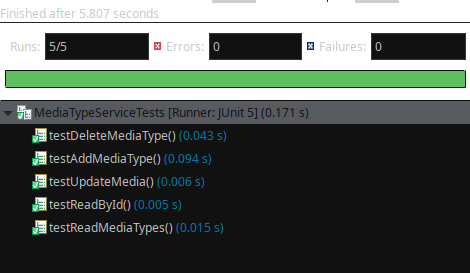 Finished after 5.807 seconds
Runs: 5/5 Errors: 0 Failures: 0
MediaTypeServiceTests [Runner: JUnit 5] (0.171 s)
testDeleteMediaType() (0.043 s)
testAddMediaType() (0.094 s)
testUpdateMedia() (0.006 s)
testReadById() (0.005 s)
testReadMediaTypes() (0.015 s)